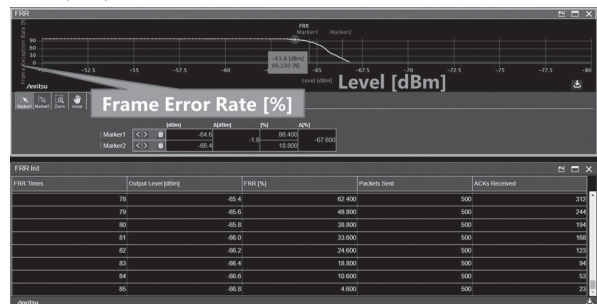 FRR
FRR
Marker1 Marker2
Frame Reception Rate [%]
90
60
30
0
-52.5 -55 -57.5 -60 -65 -67.5 -70 -72.5 -75 -77.5 -80
-63.8 [dBm]
86.200 [%]
Level [dBm]
Level [dBm]
Anritsu
Frame Error Rate [%]
Marker1 Marker2 Zoom Move
[dBm] Δ[dBm] [%] Δ[%]
Marker1 -64.6 -1.8 86.400 -67.600
Marker2 -66.4 18.800
FRR list
FRR Times Output Level [dBm] FRR [%] Packets Sent ACKs Received
78 -65.4 62.400 500 312
79 -65.6 48.800 500 244
80 -65.8 38.800 500 194
81 -66.0 33.600 500 168
82 -66.2 24.600 500 123
83 -66.4 18.800 500 94
84 -66.6 10.600 500 53
85 -66.8 4.600 500 23
Anritsu